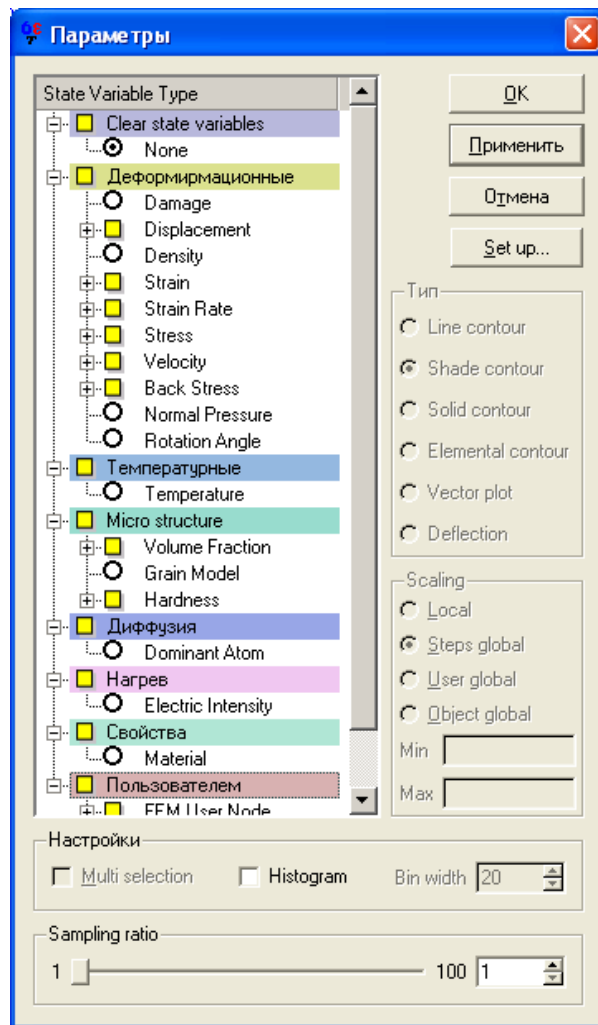 Параметры
State Variable Type
Clear state variables
None
Деформирмационные
Damage
Displacement
Density
Strain
Strain Rate
Stress
Velocity
Back Stress
Normal Pressure
Rotation Angle
Температурные
Temperature
Micro structure
Volume Fraction
Grain Model
Hardness
Диффузия
Dominant Atom
Нагрев
Electric Intensity
Свойства
Material
Пользователем
FEM User Node
OK
Применить
Отмена
Set up...
Тип
Line contour
Shade contour
Solid contour
Elemental contour
Vector plot
Deflection
Scaling
Local
Steps global
User global
Object global
Min
Max
Настройки
Multi selection Histogram Bin width 20
Sampling ratio
1 100 1